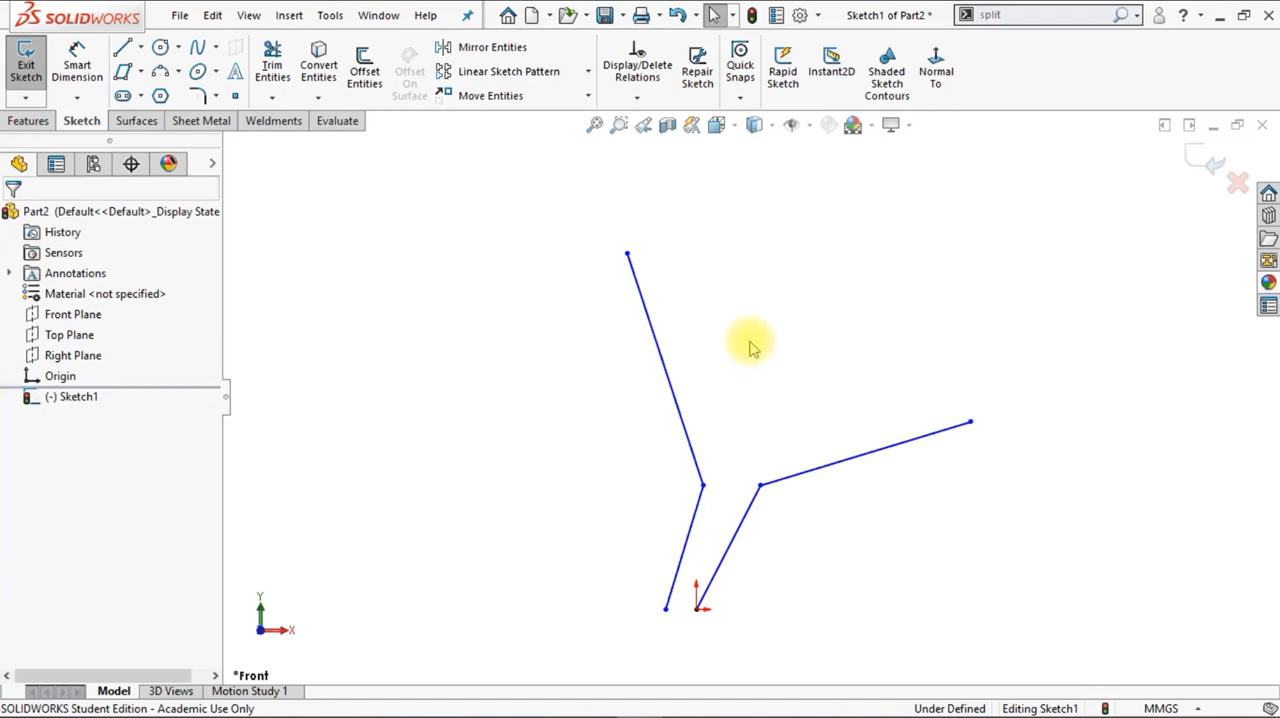 3DS SOLIDWORKS File Edit View Insert Tools Window Help Sketch1 of Part2 * split ?
Exit Sketch
Smart Dimension
Trim Entities
Convert Entities
Offset Entities
Offset On Surface
Mirror Entities
Linear Sketch Pattern
Move Entities
Display/Delete Relations
Repair Sketch
Quick Snaps
Rapid Sketch
Instant2D
Shaded Sketch Contours
Normal To
Features Sketch Surfaces Sheet Metal Weldments Evaluate
Part2 (Default<<Default>_Display State
History
Sensors
Annotations
Material <not specified>
Front Plane
Top Plane
Right Plane
Origin
(-) Sketch1
Y
X
*Front
Model 3D Views Motion Study 1
SOLIDWORKS Student Edition - Academic Use Only Under Defined Editing Sketch1 MMGS